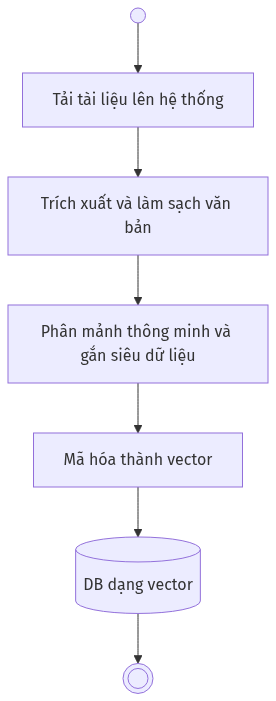 Tải tài liệu lên hệ thống
Trích xuất và làm sạch văn
bản
Phân mảnh thông minh và
gắn siêu dữ liệu
Mã hóa thành vector
DB dạng vector